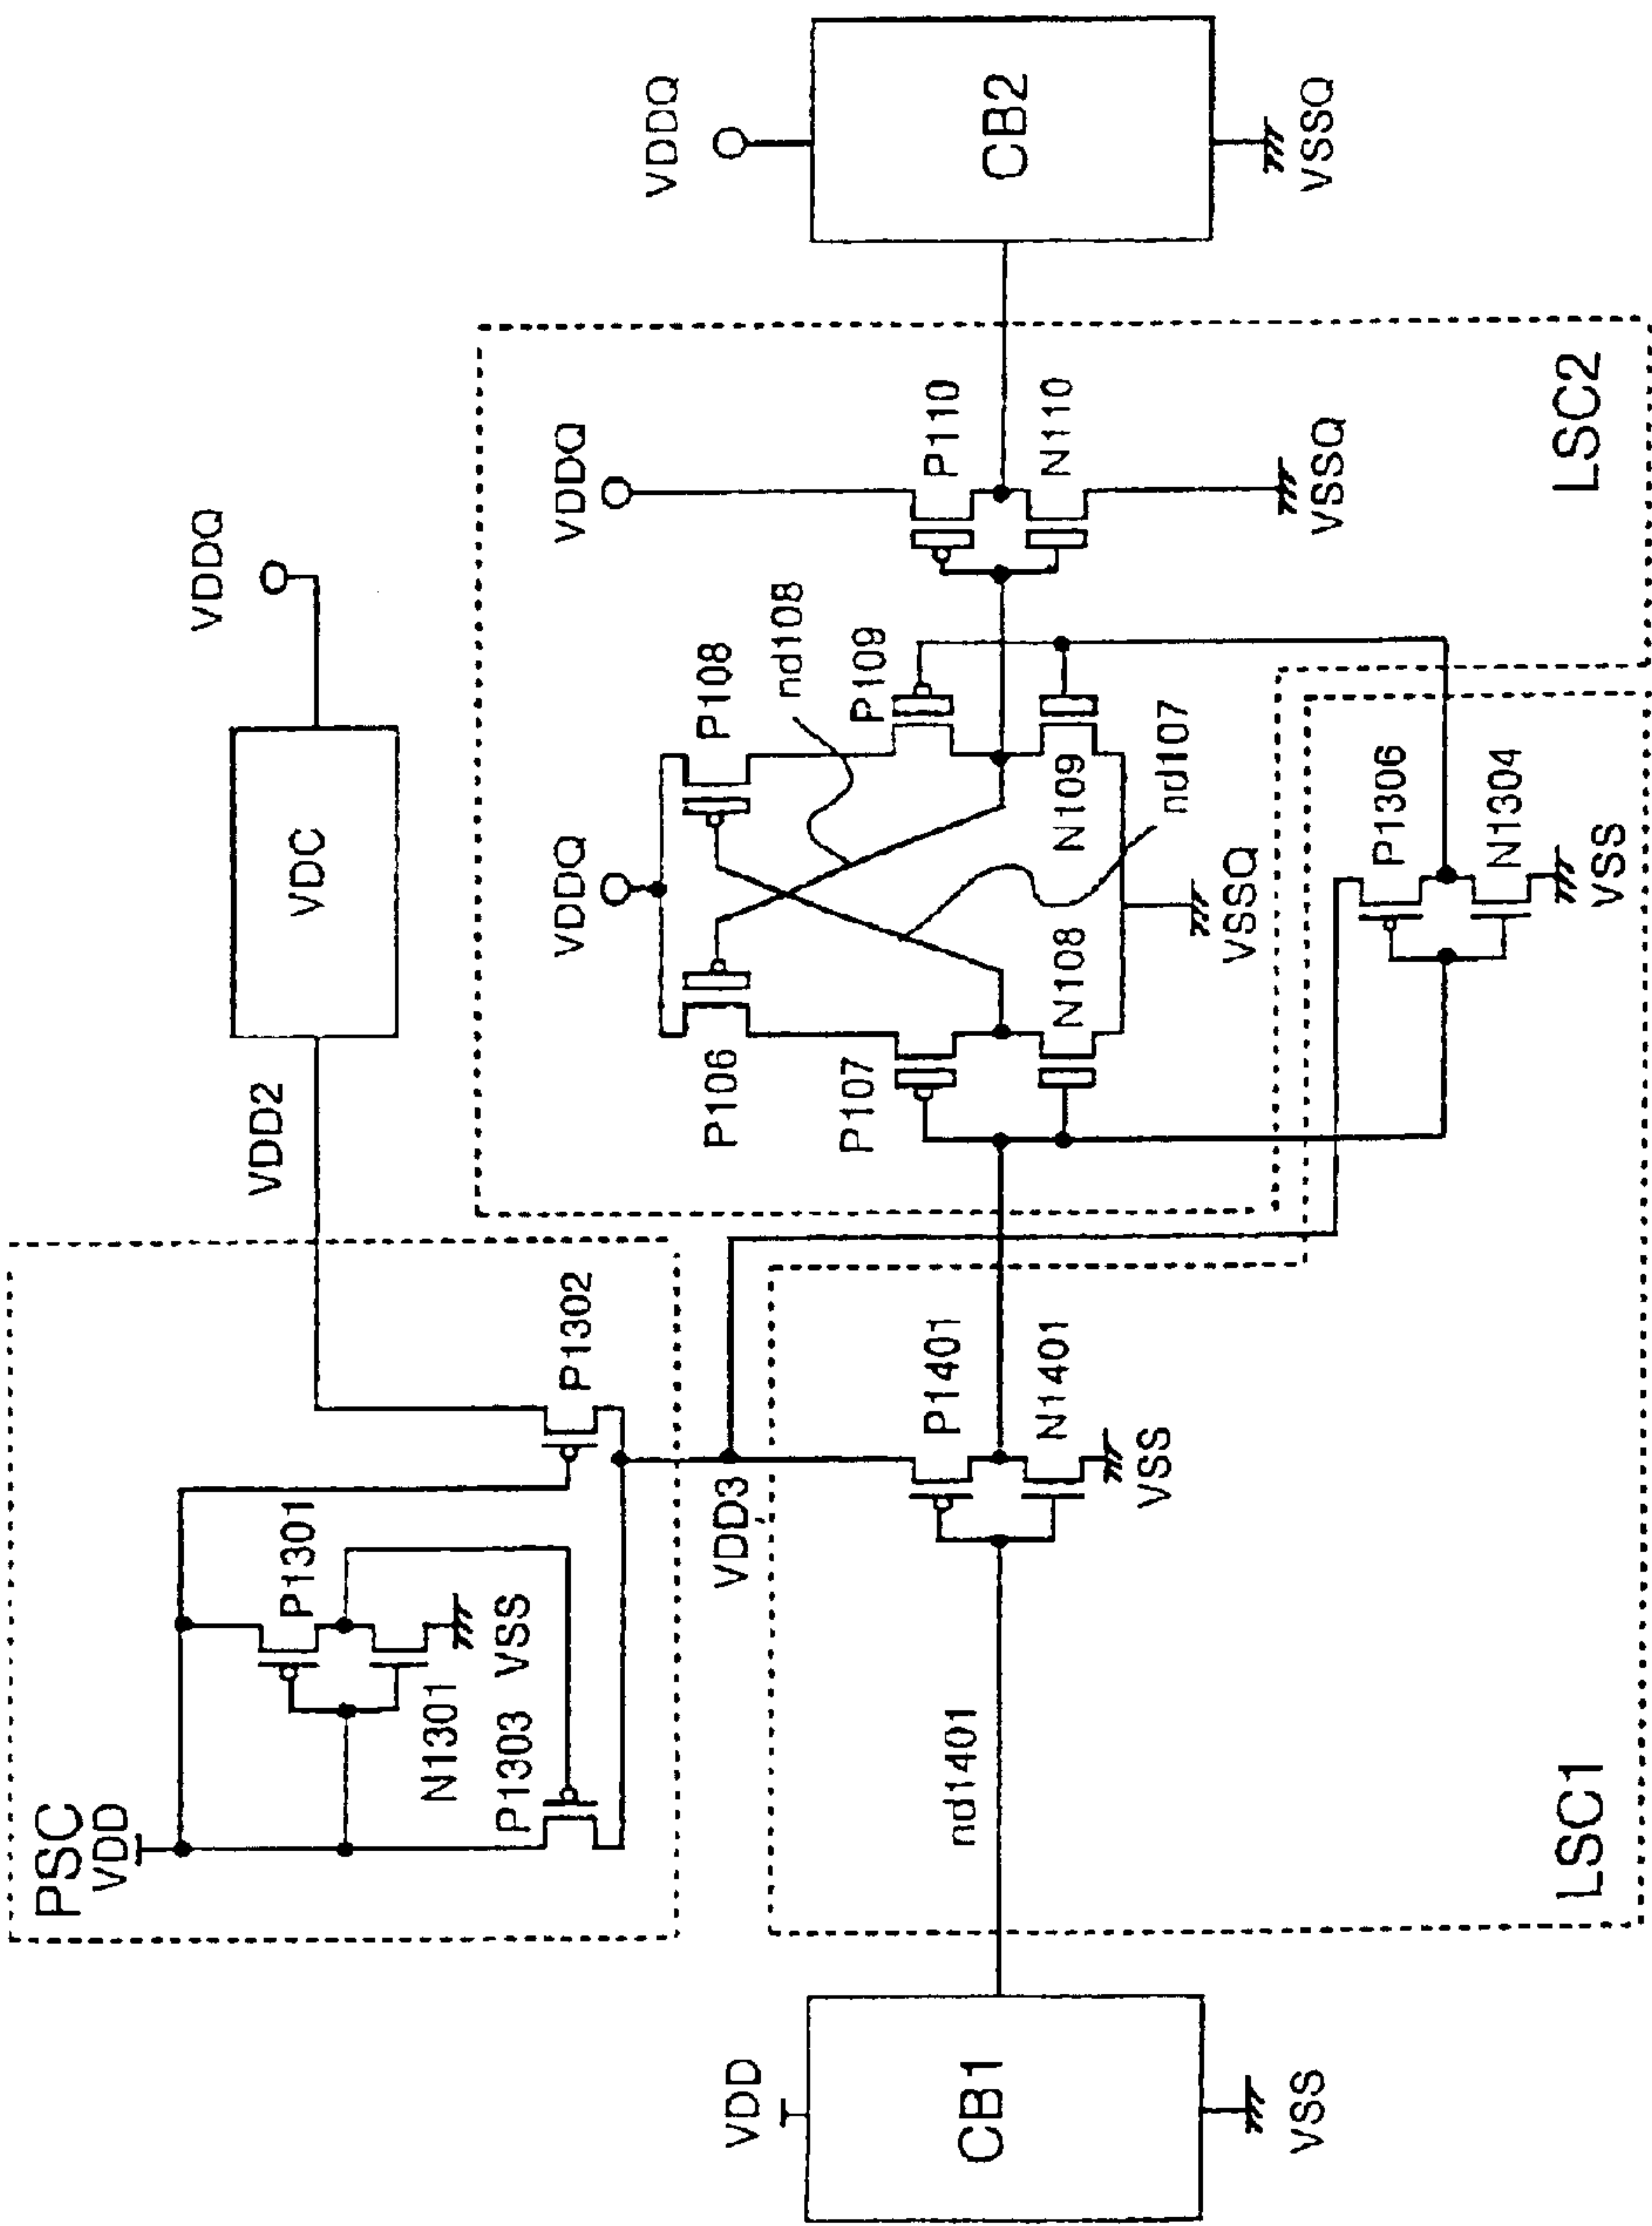 PSC
VDD
P1301
N1301
VSS
P1303
P1302
VDD2
VDC
VDDQ
VDD3
VDD
CB1
VSS
nd1401
P1401
N1401
VSS
LSC1
VDDQ
P106
P108
nd108
P107
P109
N108
N109
nd107
VSSQ
VDDQ
P110
N110
VSSQ
LSC2
P1306
N1304
VSS
VDDQ
CB2
VSSQ